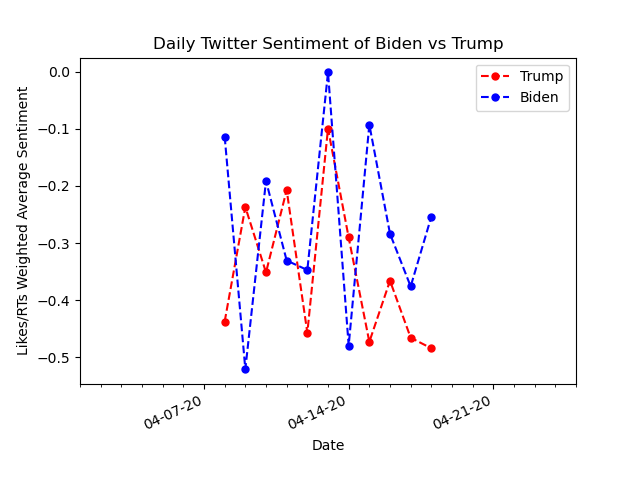 Daily Twitter Sentiment of Biden vs Trump
Trump
Biden
0.0
−0.1
−0.2
−0.3
−0.4
−0.5
Likes/RTs Weighted Average Sentiment
04-07-20
04-14-20
04-21-20
Date